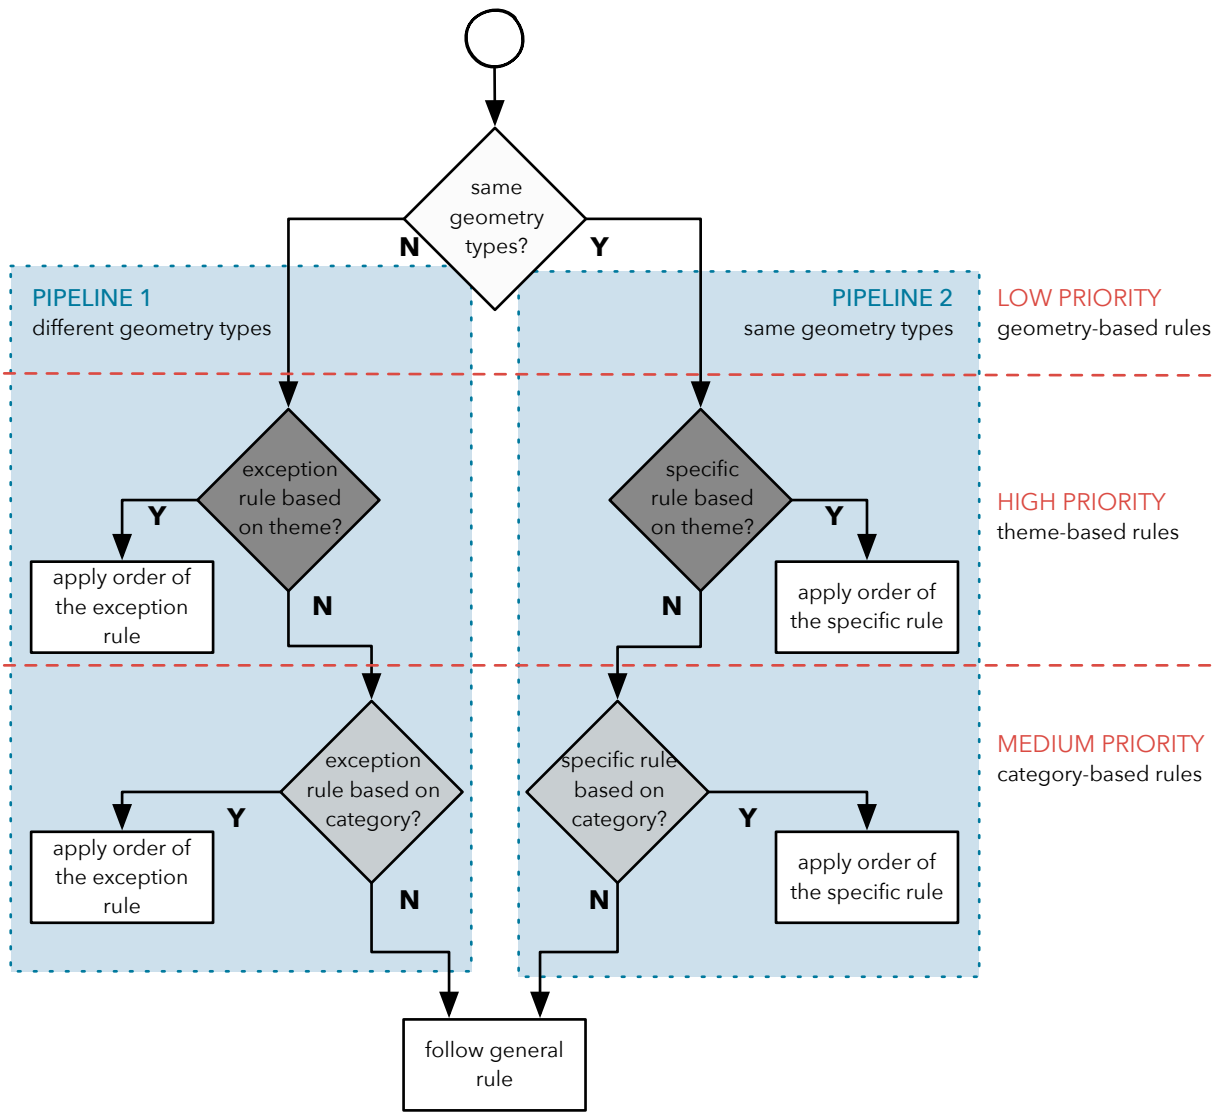 same
geometry
types?
N
Y
PIPELINE 1
different geometry types
PIPELINE 2
same geometry types
LOW PRIORITY
geometry-based rules
exception
rule based
on theme?
Y
N
apply order of
the exception
rule
specific
rule based
on theme?
Y
N
apply order of
the specific rule
HIGH PRIORITY
theme-based rules
exception
rule based on
category?
Y
N
apply order of
the exception
rule
specific rule
based on
category?
Y
N
apply order of
the specific rule
MEDIUM PRIORITY
category-based rules
follow general
rule